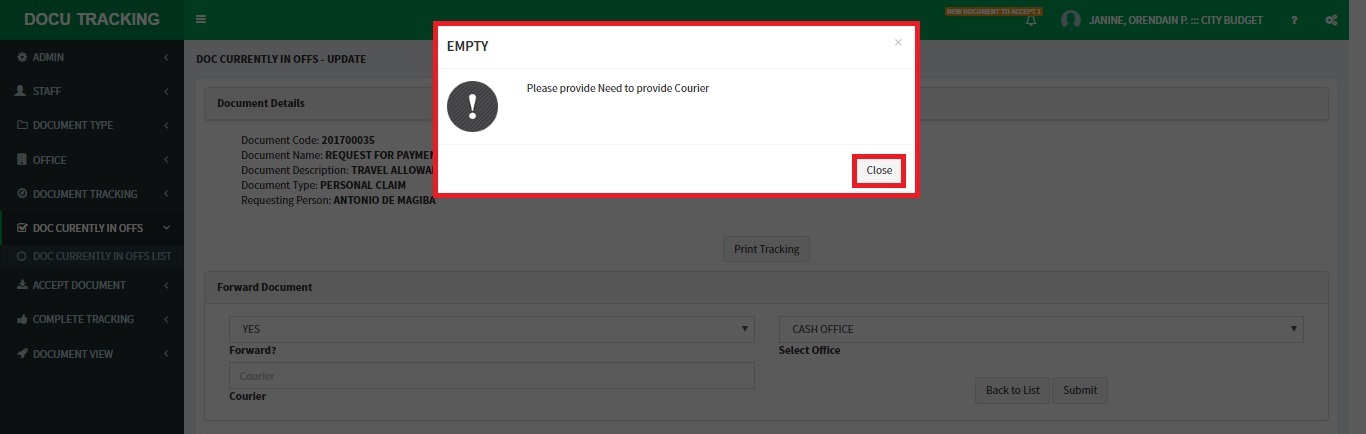 DOCU TRACKING
NEW DOCUMENT TO ACCEPT 1
JANINE, ORENDAIN P. ::: CITY BUDGET
?
ADMIN
STAFF
DOCUMENT TYPE
OFFICE
DOCUMENT TRACKING
DOC CURENTLY IN OFFS
DOC CURRENTLY IN OFFS LIST
ACCEPT DOCUMENT
COMPLETE TRACKING
DOCUMENT VIEW
DOC CURRENTLY IN OFFS - UPDATE
EMPTY
×
!
Please provide Need to provide Courier
Close
Document Details
Document Code: 201700035
Document Name: REQUEST FOR PAYMEN
Document Description: TRAVEL ALLOWA
Document Type: PERSONAL CLAIM
Requesting Person: ANTONIO DE MAGIBA
Print Tracking
Forward Document
YES
Forward?
CASH OFFICE
Select Office
Courier
Courier
Back to List
Submit